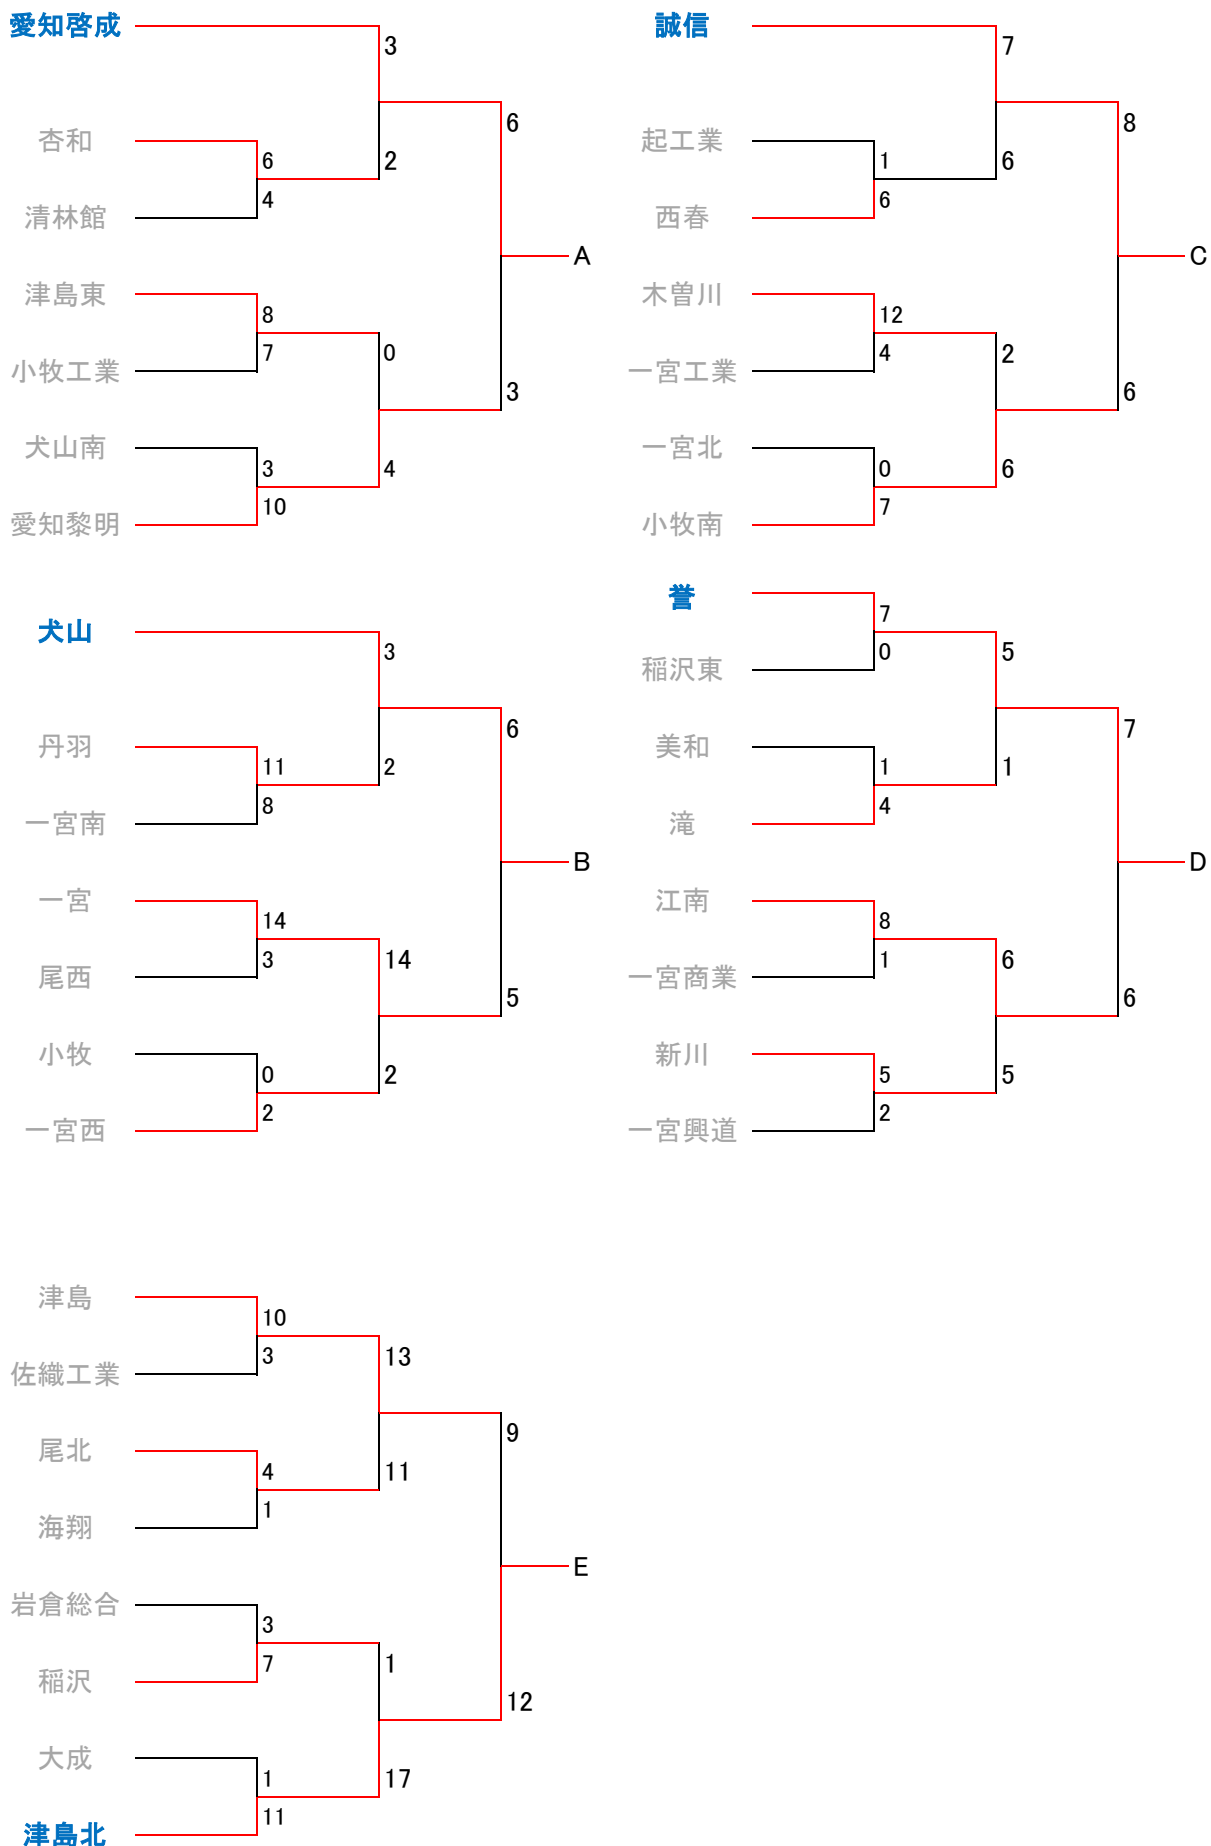 愛知啓成
3
6
杏和
6
2
4
清林館
A
津島東
8
7
0
小牧工業
3
犬山南
3
4
10
愛知黎明
誠信
7
8
起工業
1
6
6
西春
C
木曽川
12
4
2
一宮工業
6
一宮北
0
6
7
小牧南
犬山
3
6
丹羽
11
2
8
一宮南
B
一宮
14
3
14
尾西
5
小牧
0
2
2
一宮西
誉
7
0
5
稲沢東
7
美和
1
1
4
滝
D
江南
8
1
6
一宮商業
6
新川
5
5
2
一宮興道
津島
10
3
13
佐織工業
9
尾北
4
11
1
海翔
E
岩倉総合
3
7
1
稲沢
12
大成
1
17
11
津島北